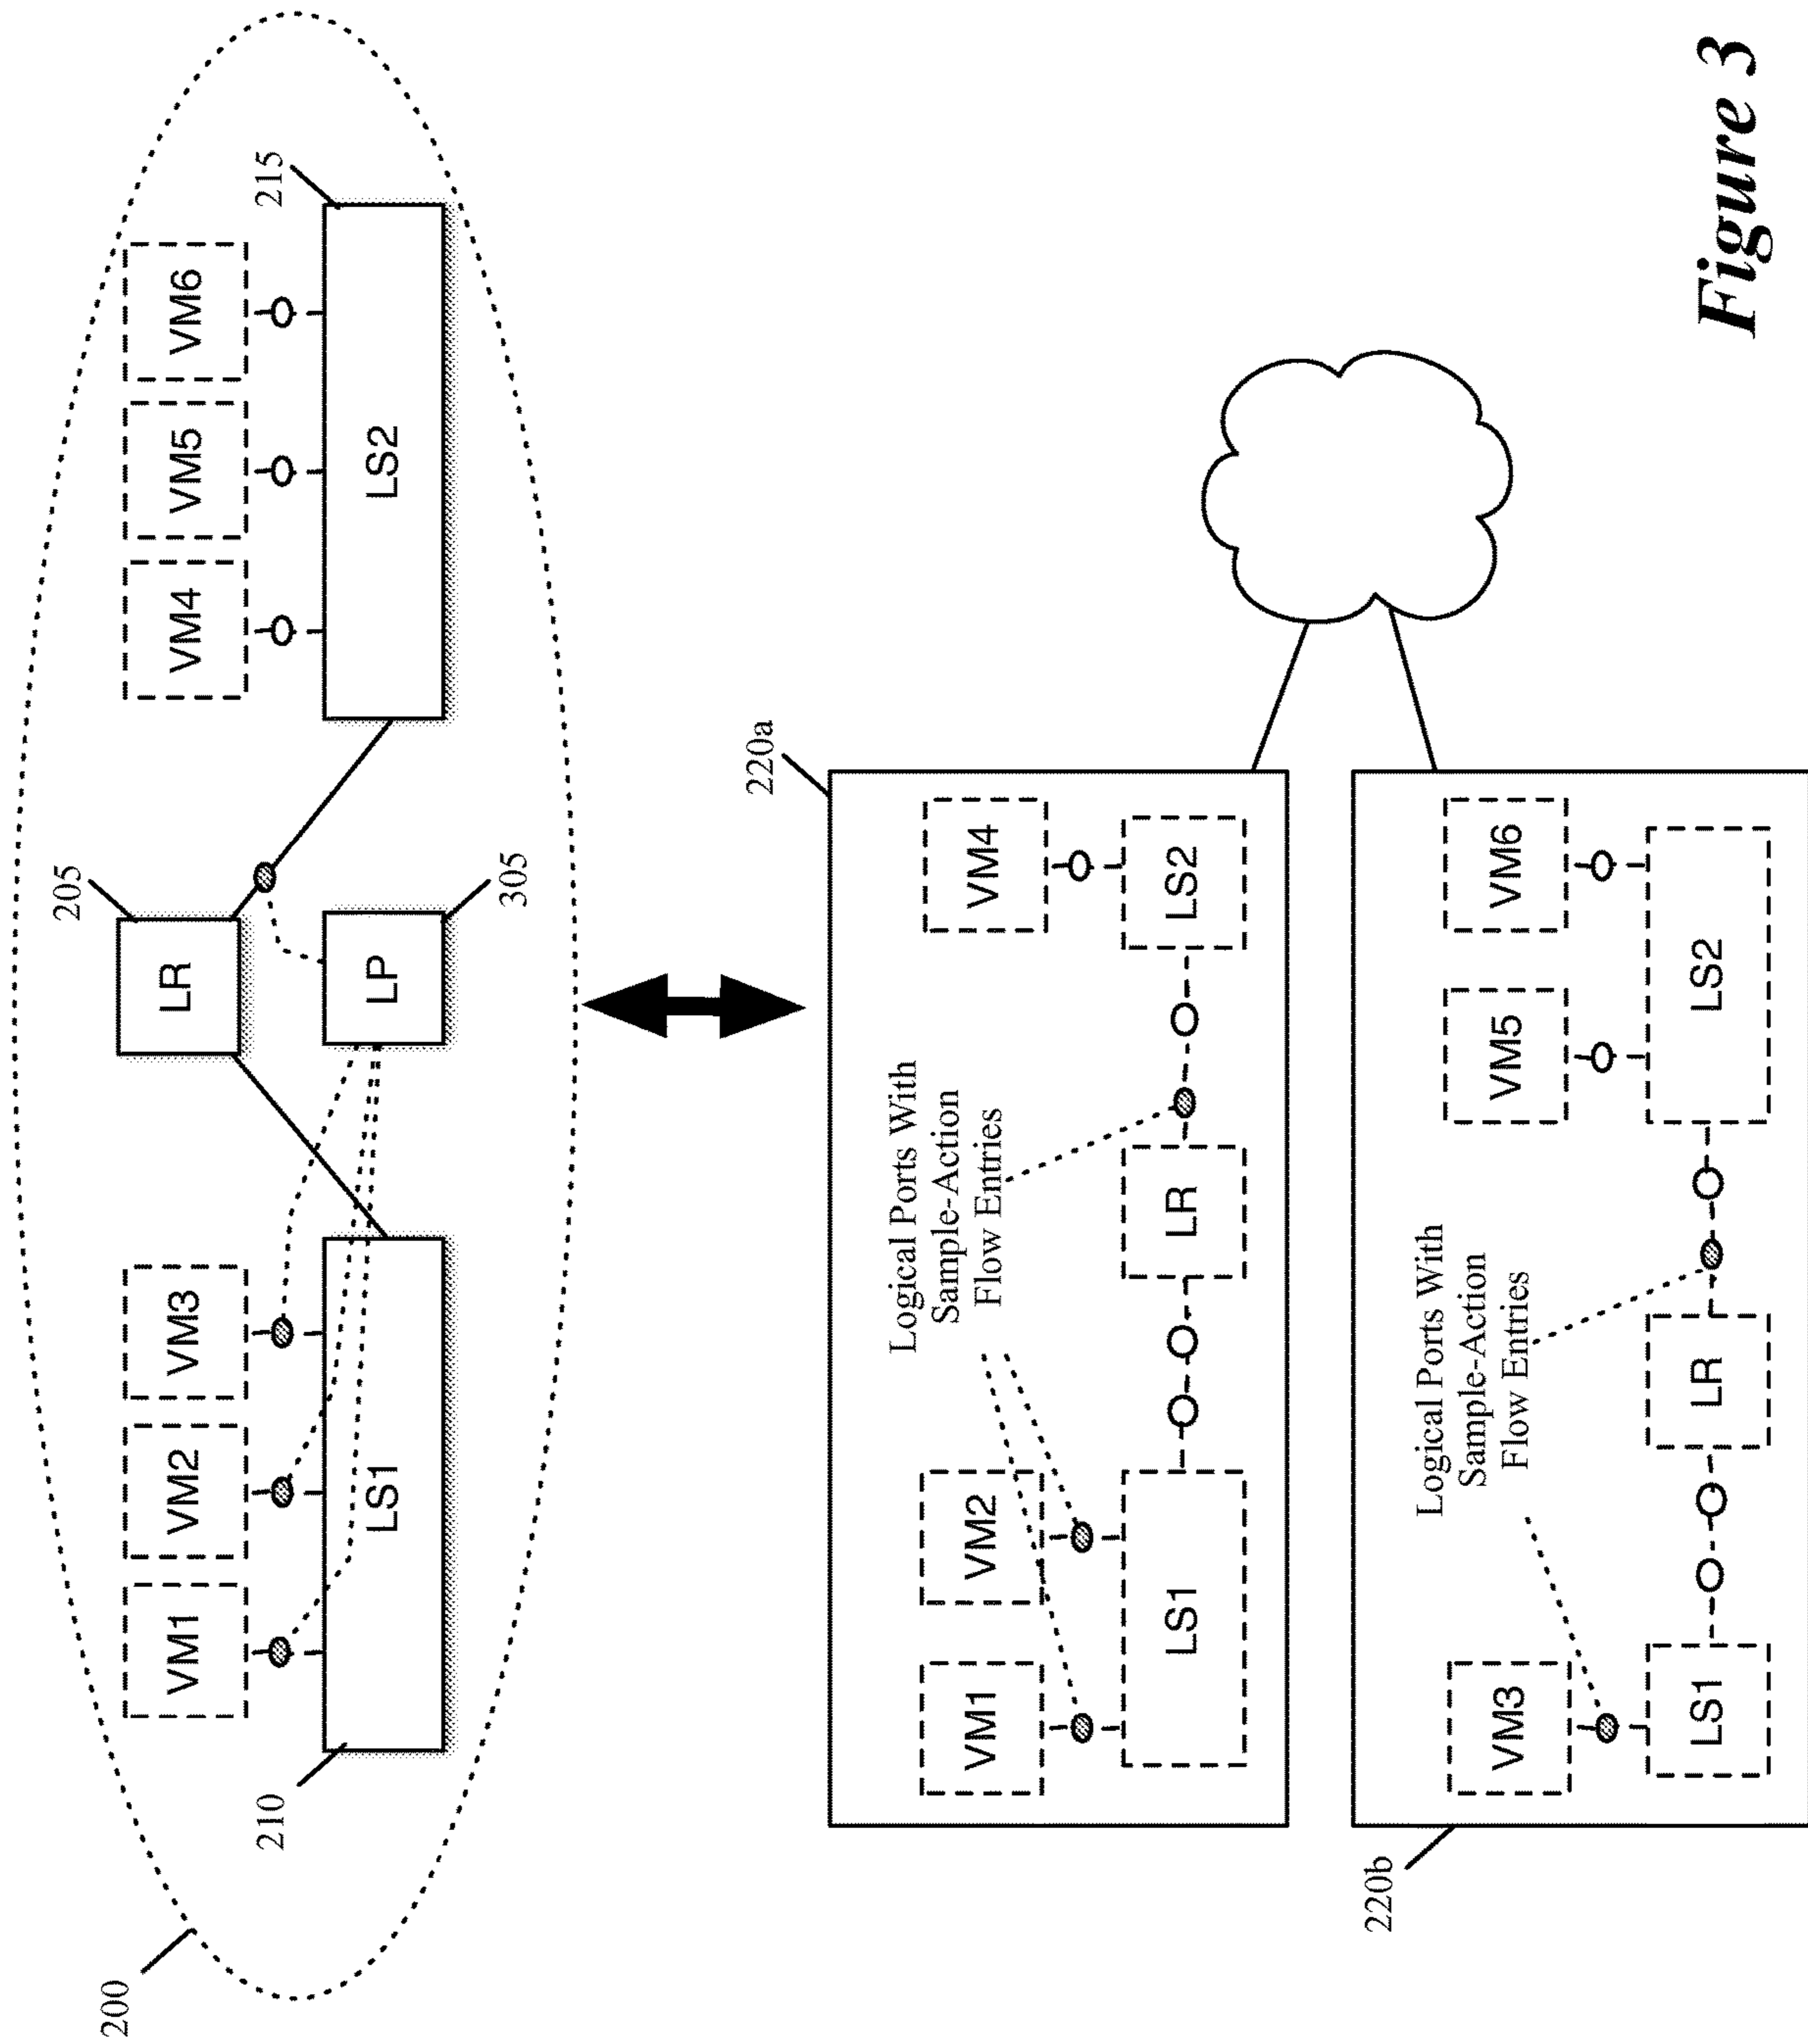 200
205
LR
VM1
VM2
VM3
VM4
VM5
VM6
210
215
LS1
LP
LS2
305
220a
VM1
VM2
Logical Ports With
Sample-Action
Flow Entries
VM4
LS1
LR
LS2
220b
VM3
Logical Ports With
Sample-Action
Flow Entries
VM5
VM6
LS1
LR
LS2
Figure 3